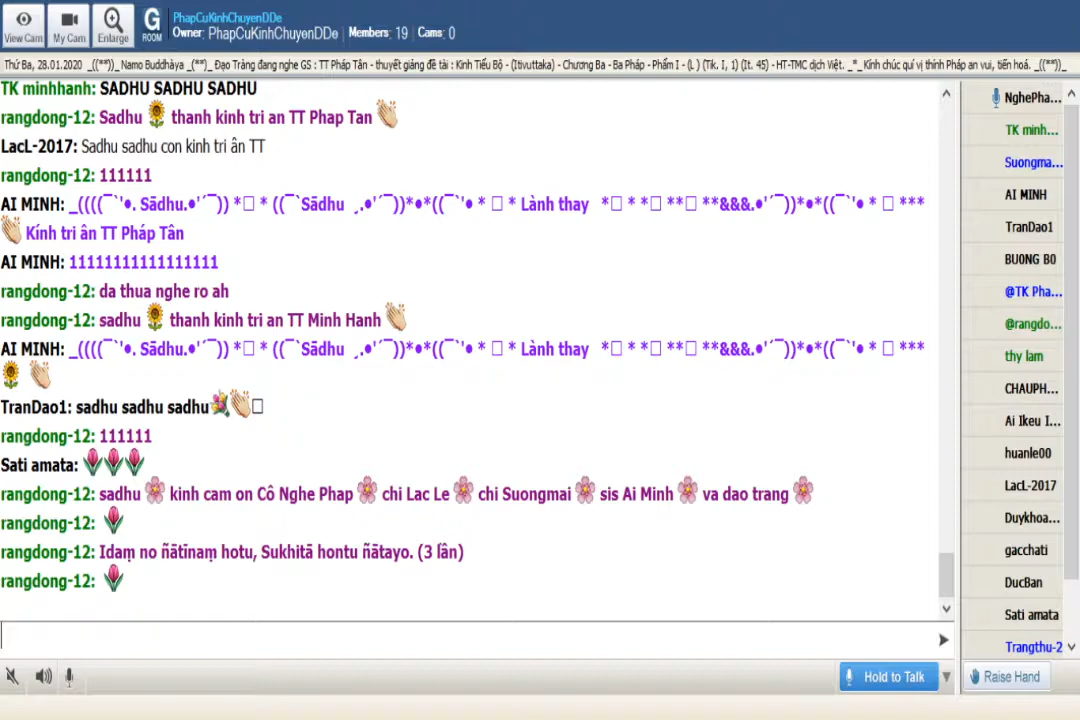 View Cam
My Cam
Enlarge
G
ROOM
PhapCuKinhChuyenDDe
Owner: PhapCuKinhChuyenDDe Members: 19 Cams: 0
Thứ Ba, 28.01.2020 _((**))_ Namo Buddhàya _(**)_ Đạo Tràng đang nghe GS : TT Pháp Tân - thuyết giảng đề tài : Kinh Tiểu Bộ - (Itivuttaka) - Chương Ba - Ba Pháp - Phẩm I - (L ) (Tik. I, 1) (It. 45) - HT-TMC dịch Việt. _*_ Kính chúc quí vị thính Pháp an vui, tiến hoá. _((**))_
TK minhhanh: SADHU SADHU SADHU
rangdong-12: Sadhu 🌻 thanh kinh tri an TT Phap Tan 👏
LacL-2017: Sadhu sadhu con kinh tri ân TT
rangdong-12: 111111
AI MINH: _((((¯`'•. Sādhu.•'´¯)) *□ * ((¯`Sādhu ¸.•'´¯))*•*((¯`'• * □ * Lành thay *□ * *□ **□ **&&&.•'´¯))*•*((¯`'• * □ ***
👏 Kính tri ân TT Pháp Tân
AI MINH: 11111111111111111
rangdong-12: da thua nghe ro ah
rangdong-12: sadhu 🌻 thanh kinh tri an TT Minh Hanh 👏
AI MINH: _((((¯`'•. Sādhu.•'´¯)) *□ * ((¯`Sādhu ¸.•'´¯))*•*((¯`'• * □ * Lành thay *□ * *□ **□ **&&&.•'´¯))*•*((¯`'• * □ ***
🌻 👏
TranDao1: sadhu sadhu sadhu💐👏□
rangdong-12: 111111
Sati amata: 🌷🌷🌷
rangdong-12: sadhu 🌸 kinh cam on Cô Nghe Phap 🌸 chi Lac Le 🌸 chi Suongmai 🌸 sis Ai Minh 🌸 va dao trang 🌸
rangdong-12: 🌷
rangdong-12: Idaṃ no ñātīnaṃ hotu, Sukhitā hontu ñātayo. (3 lần)
rangdong-12: 🌷
NghePha...
TK minh...
Suongma...
AI MINH
TranDao1
BUONG BO
@TK Pha...
@rangdo...
thy lam
CHAUPH...
Ai Ikeu I...
huanle00
LacL-2017
Duykhoa...
gacchati
DucBan
Sati amata
Trangthu-2
Hold to Talk
Raise Hand